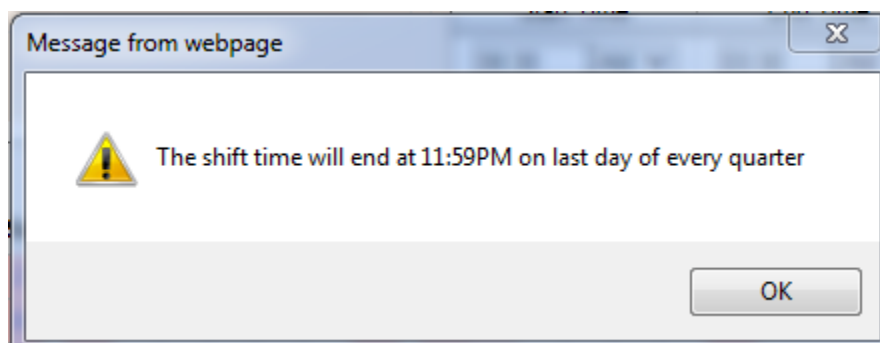 Message from webpage
The shift time will end at 11:59PM on last day of every quarter
OK